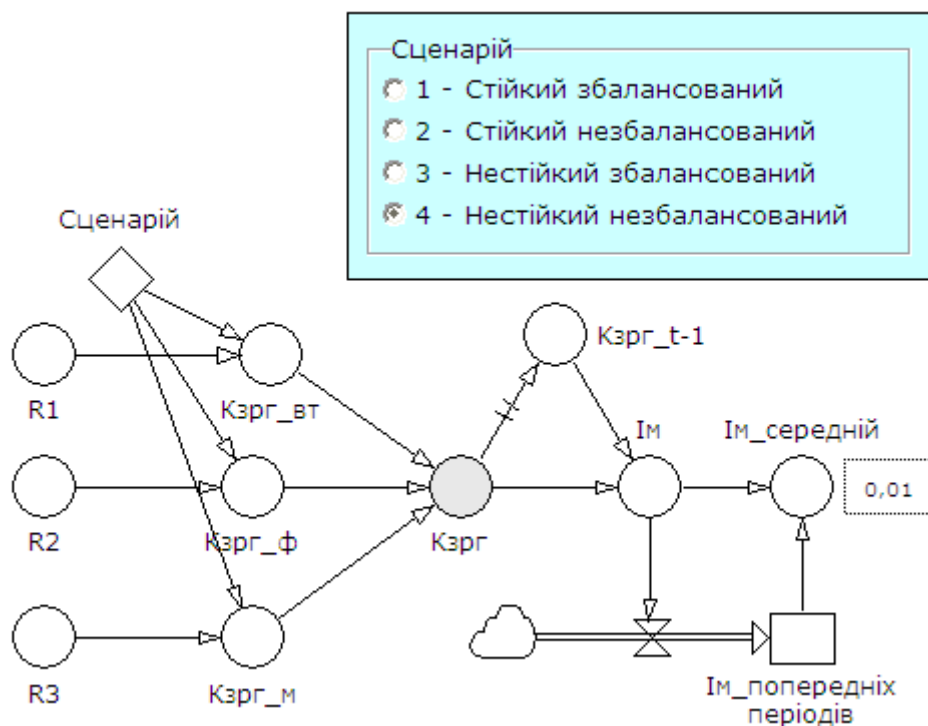 Сценарій
1 - Стійкий збалансований
2 - Стійкий незбалансований
3 - Нестійкий збалансований
4 - Нестійкий незбалансований
Сценарій
R1
Кзрг_вт
Кзрг_t-1
Ім
Ім_середній
0,01
R2
Кзрг_ф
Кзрг
R3
Кзрг_м
Ім_попередніх
періодів